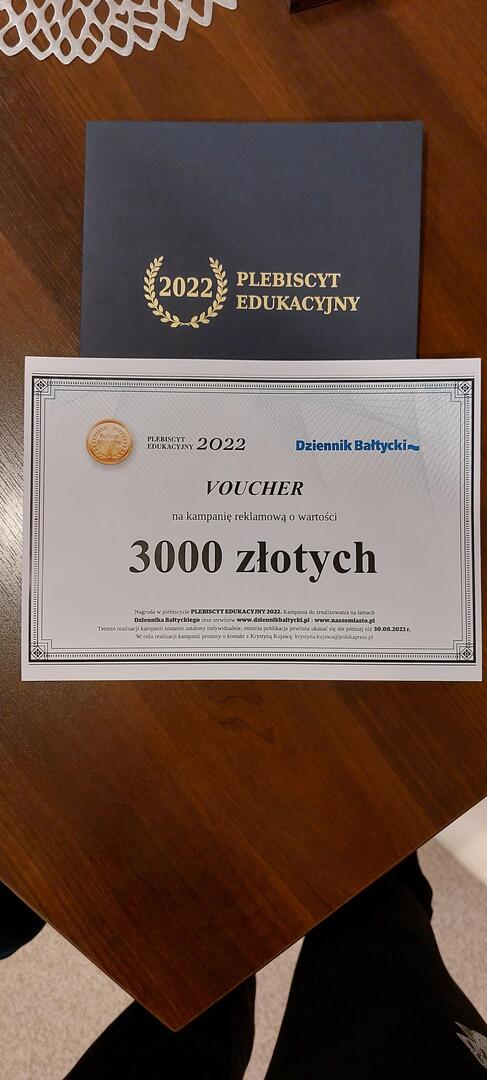 2022
PLEBISCYT
EDUKACYJNY
PLEBISCYT
EDUKACYJNY 2022
Dziennik Bałtycki
VOUCHER
na kampanię reklamową o wartości
3000 złotych
Nagroda w plebiscycie PLEBISCYT EDUKACYJNY 2022. Kampania do zrealizowania na łamach
Dziennika Bałtyckiego oraz serwisów www.dziennikbaltycki.pl i www.naszemiasto.pl
Termin realizacji kampanii zostanie ustalony indywidualnie, ostatnia publikacja powinna ukazać się nie później niż 30.08.2023 r.
W celu realizacji kampanii prosimy o kontakt z Krystyną Kujawą: krystyna.kujawa@polskapress.pl